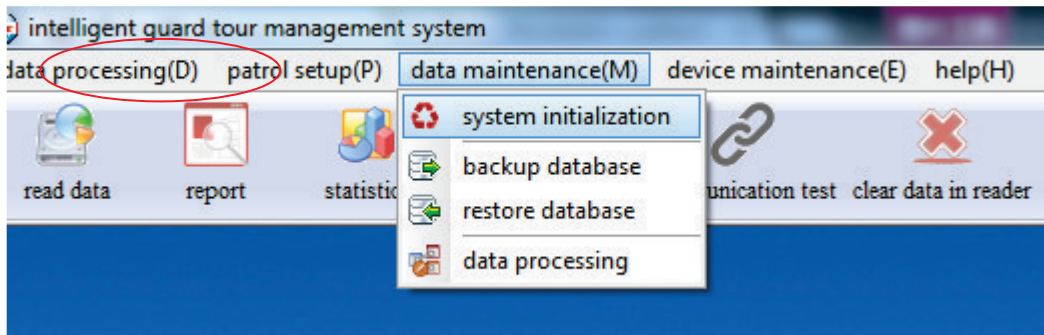 intelligent guard tour management system
data processing(D) patrol setup(P) data maintenance(M) device maintenance(E) help(H)
system initialization
backup database
restore database
data processing
read data report statistic unication test clear data in reader